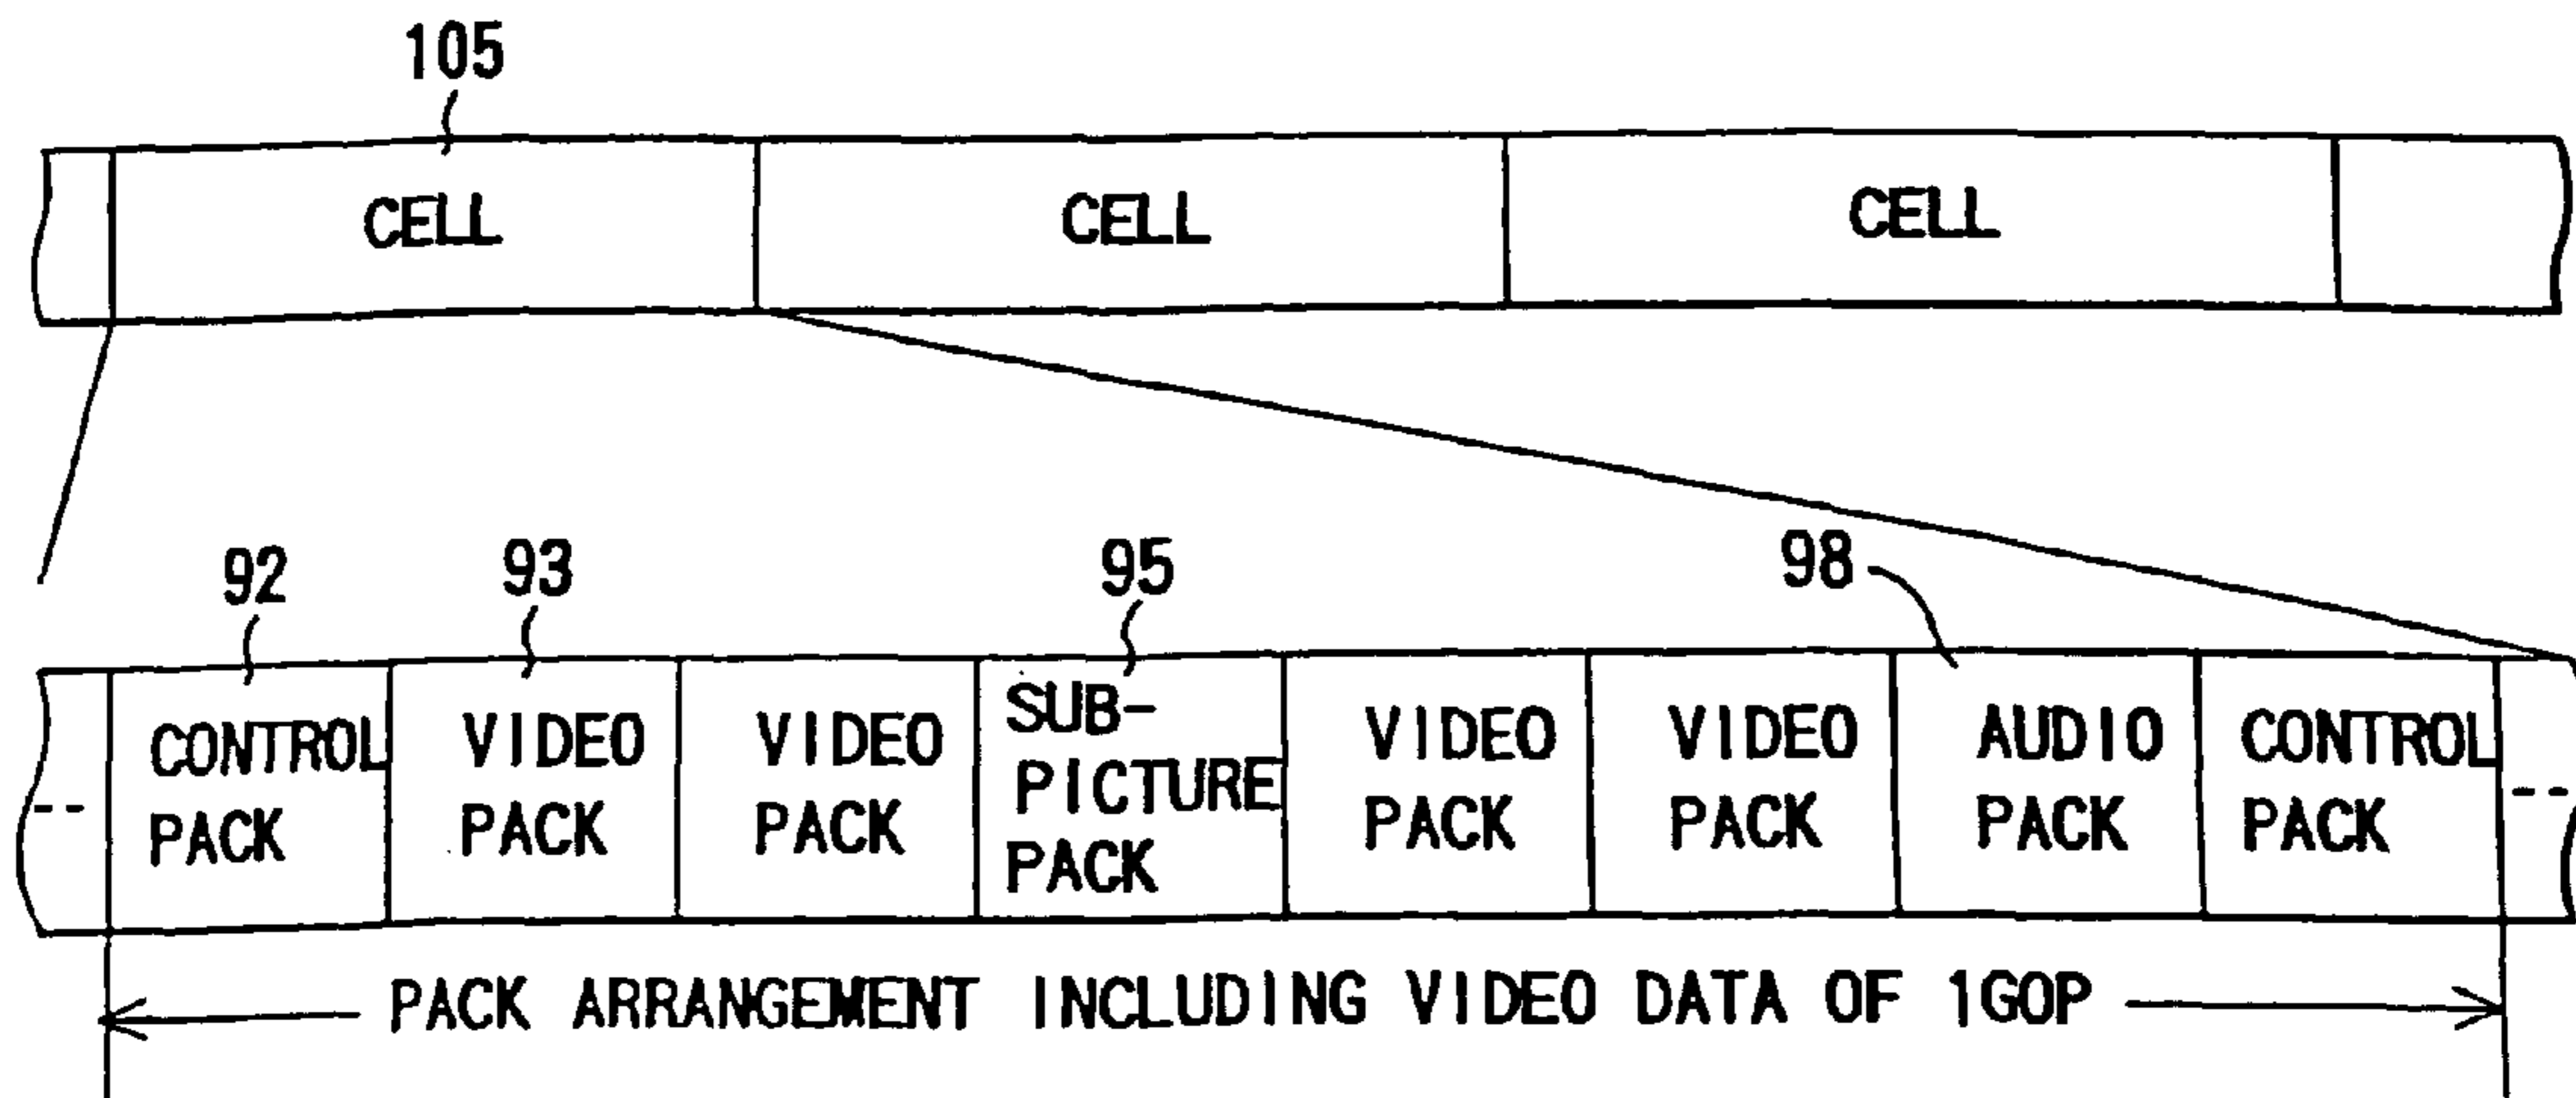 105
CELL CELL CELL
92 93 95 98
CONTROL PACK
VIDEO PACK
VIDEO PACK
SUB-
PICTURE
PACK
VIDEO PACK
VIDEO PACK
AUDIO PACK
CONTROL PACK
-- --
PACK ARRANGEMENT INCLUDING VIDEO DATA OF 1GOP